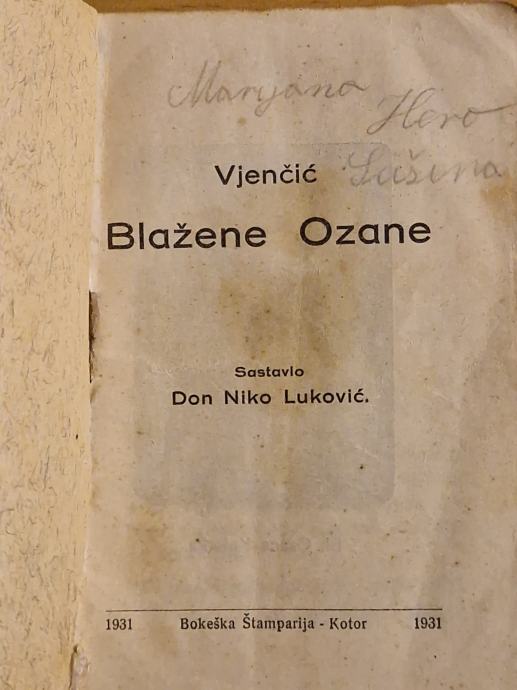 Maryana
Hero
Vjenčić
Blažene Ozane
Sastavio
Don Niko Luković.
1931 Bokeška Štamparija - Kotor 1931